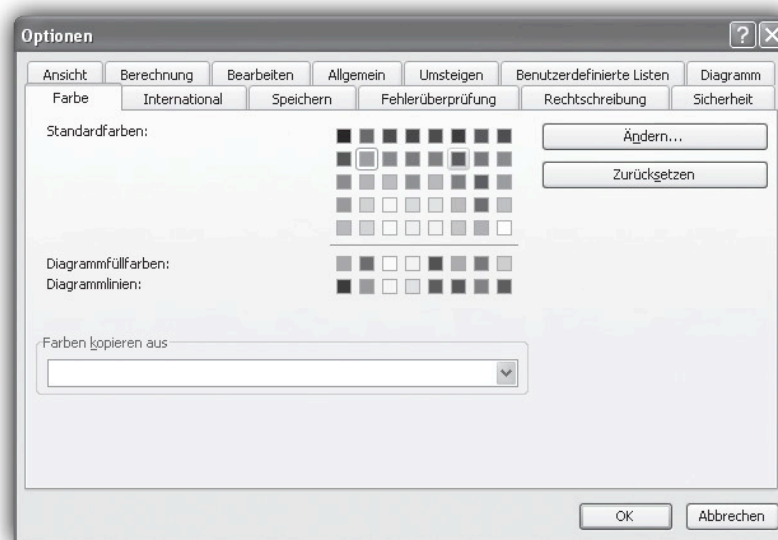 Optionen
Ansicht Berechnung Bearbeiten Allgemein Umsteigen Benutzerdefinierte Listen Diagramm
Farbe International Speichern Fehlerüberprüfung Rechtschreibung Sicherheit
Standardfarben:
Ändern...
Zurücksetzen
Diagrammfüllfarben:
Diagrammlinien:
Farben kopieren aus
OK Abbrechen